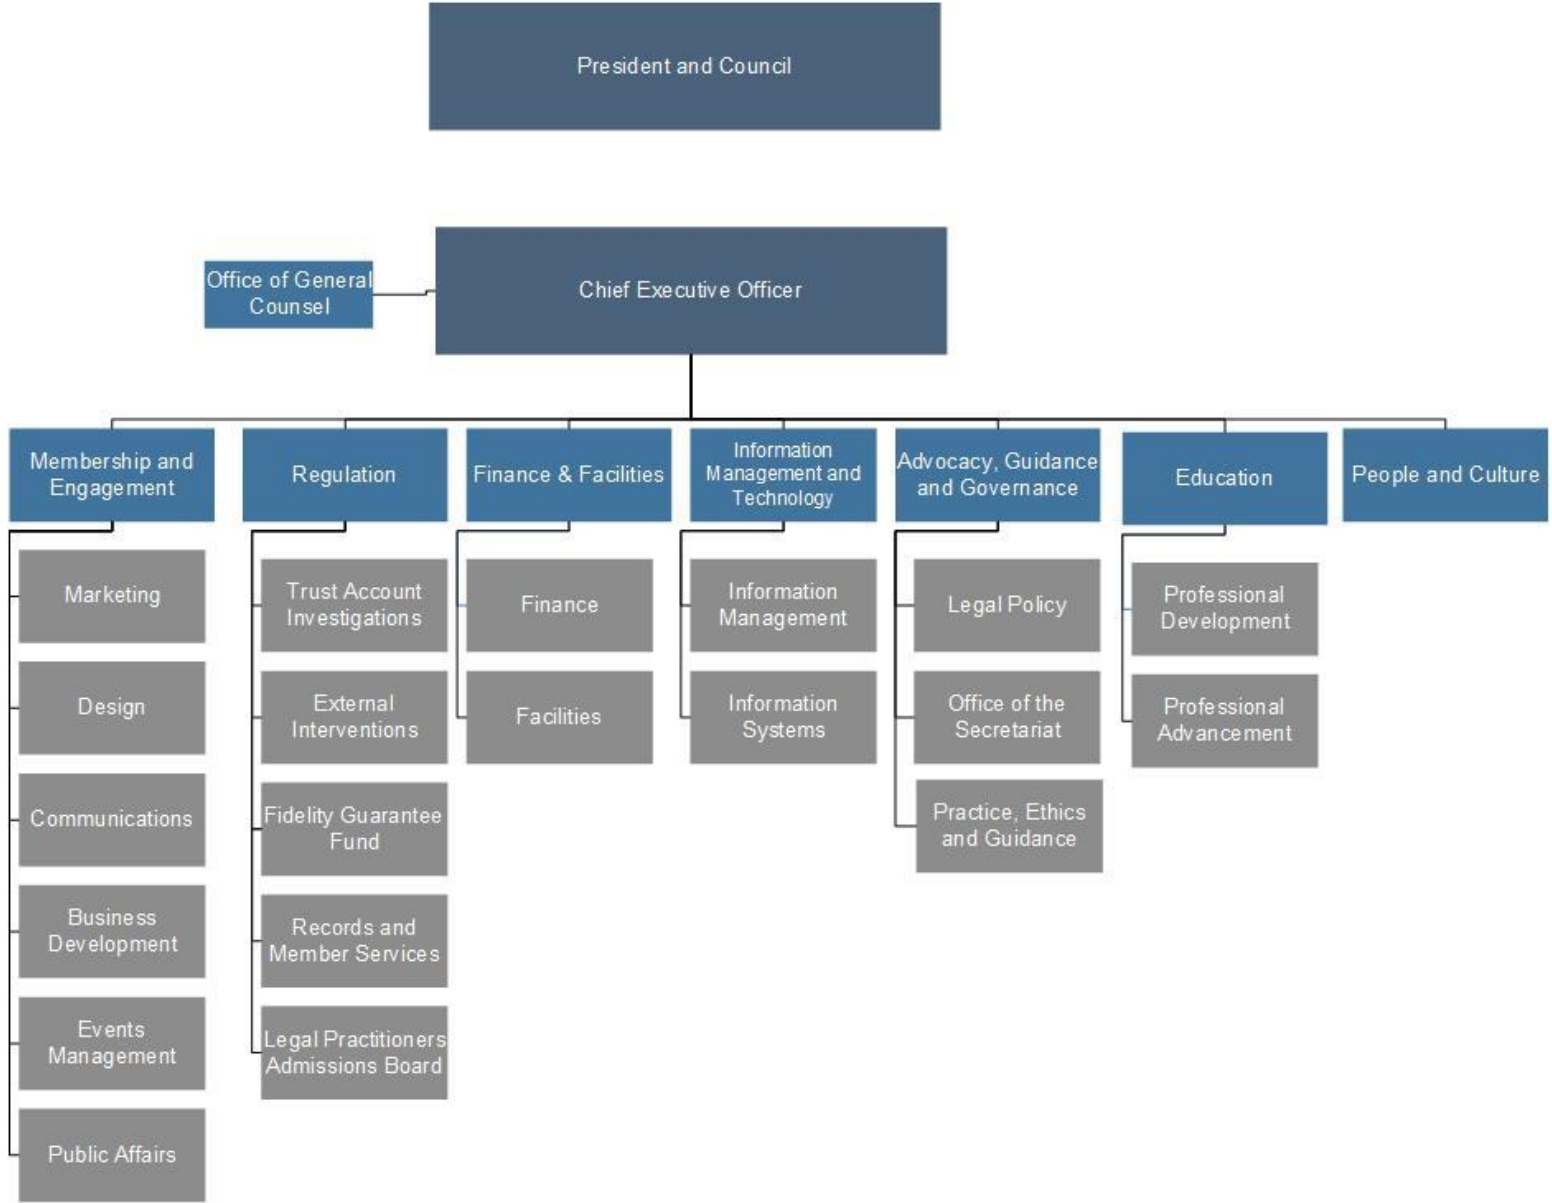 President and Council
Office of General
Counsel
Chief Executive Officer
Membership and
Engagement
Regulation
Finance & Facilities
Information
Management and
Technology
Advocacy, Guidance
and Governance
Education
People and Culture
Marketing
Design
Communications
Business
Development
Events
Management
Public Affairs
Trust Account
Investigations
External
Interventions
Fidelity Guarantee
Fund
Records and
Member Services
Legal Practitioners
Admissions Board
Finance
Facilities
Information
Management
Information
Systems
Legal Policy
Office of the
Secretariat
Practice, Ethics
and Guidance
Professional
Development
Professional
Advancement